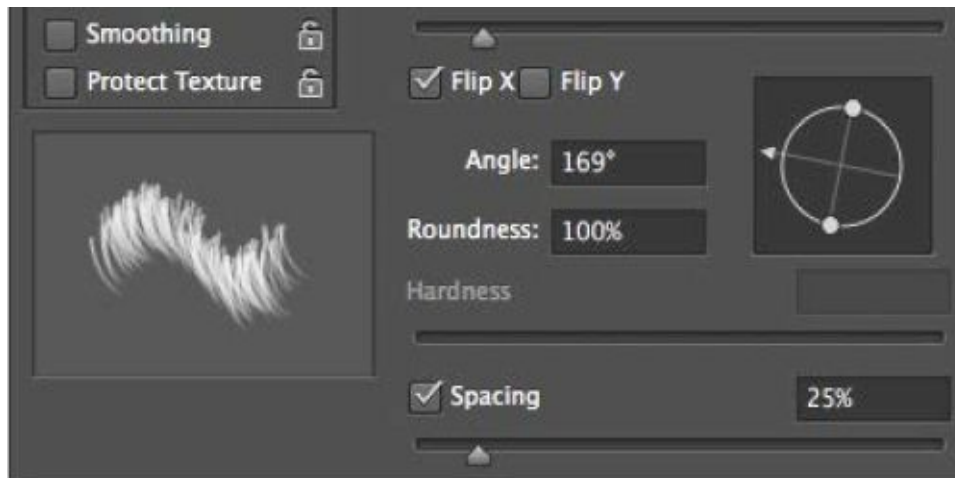 Smoothing
Protect Texture
Flip X Flip Y
Angle: 169°
Roundness: 100%
Hardness
Spacing 25%